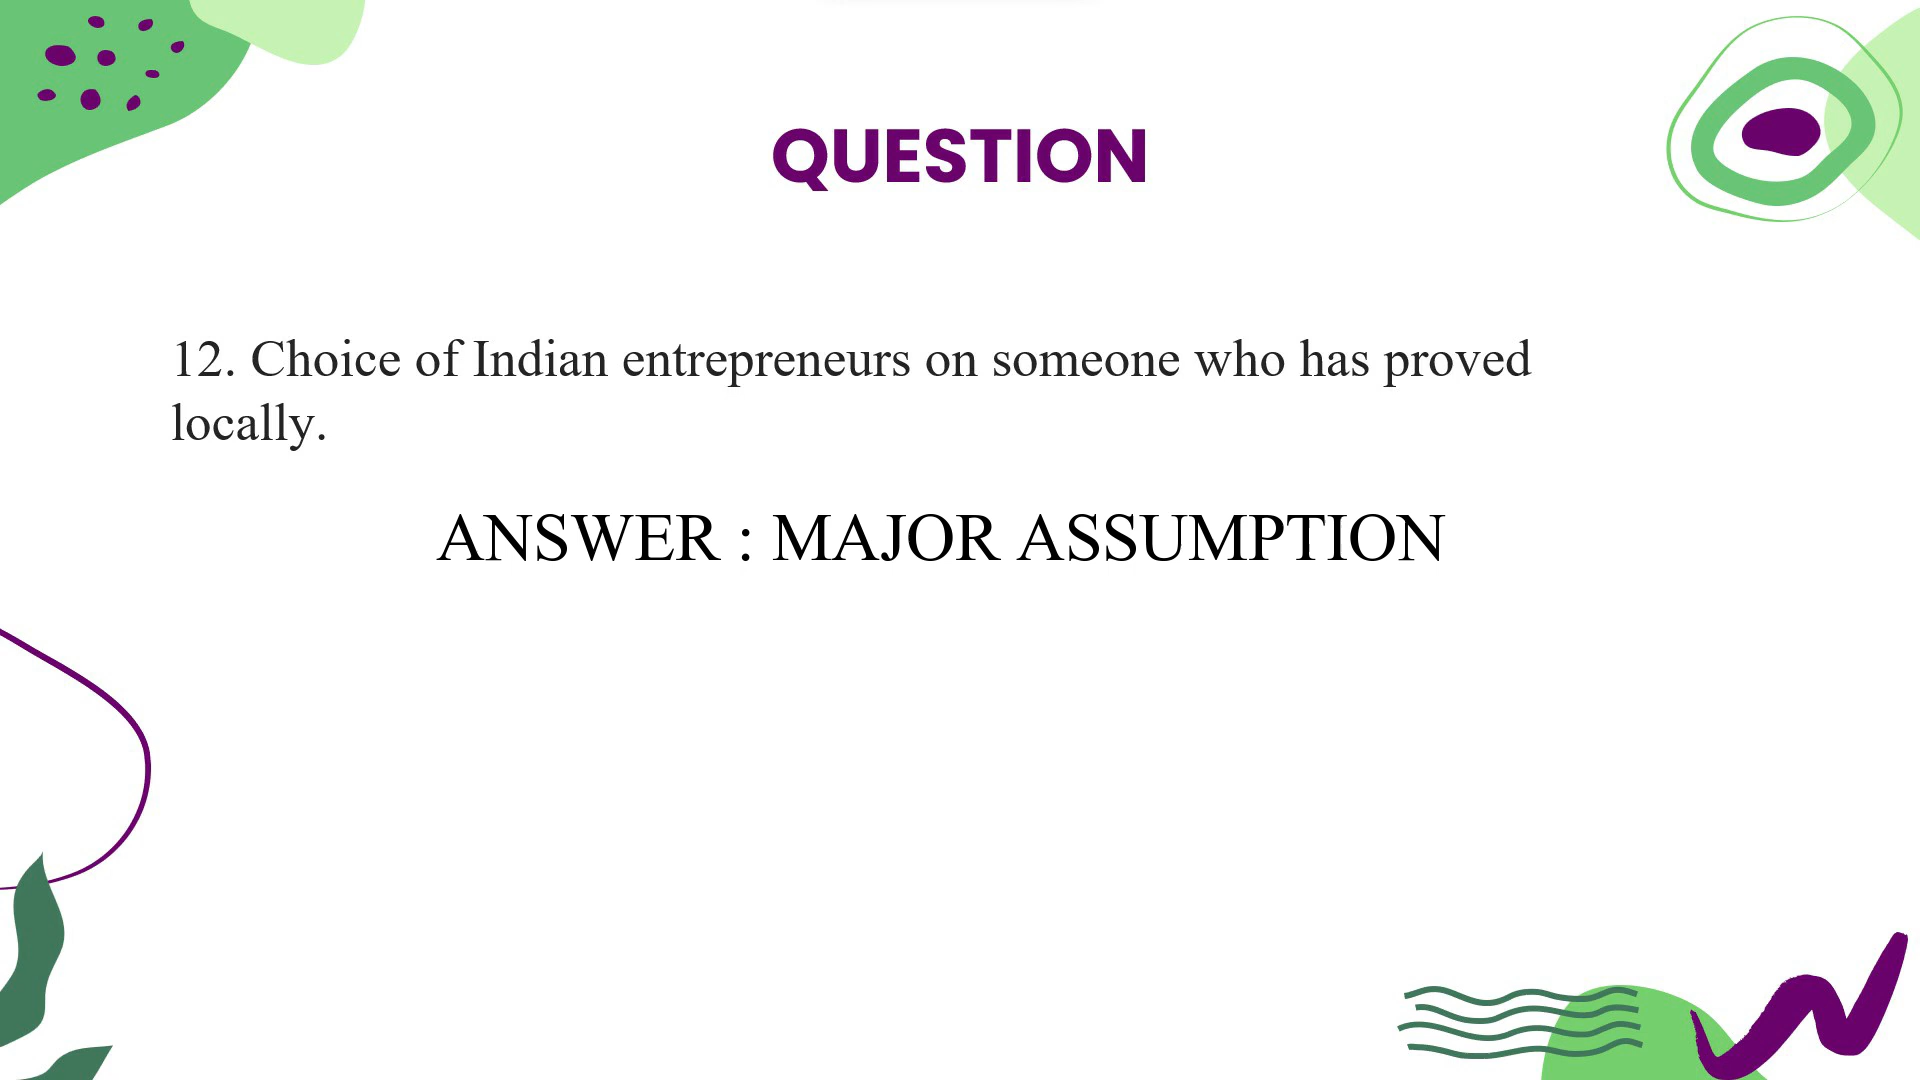 QUESTION
12. Choice of Indian entrepreneurs on someone who has proved
locally.
ANSWER : MAJOR ASSUMPTION